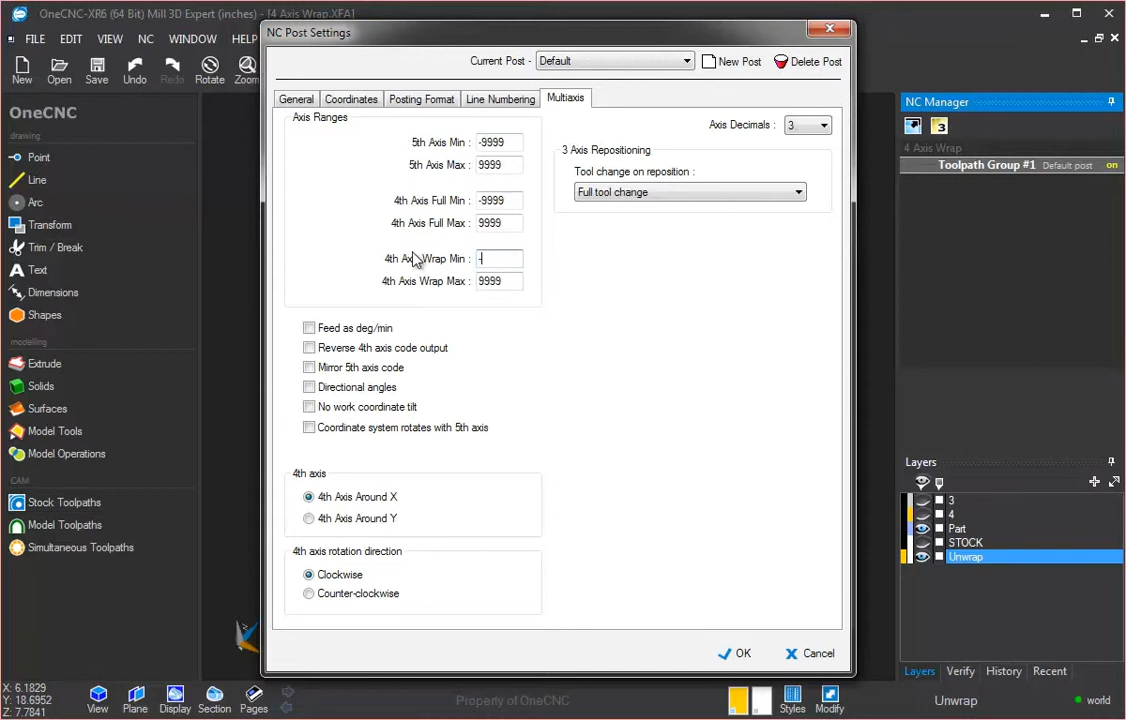 OneCNC-XR6 (64 Bit) Mill 3D Expert (inches) - [4 Axis Wrap.XFA]
FILE EDIT VIEW NC WINDOW HELP
New Open Save Undo Redo Rotate Zoom
OneCNC
drawing
Point
Line
Arc
Transform
Trim / Break
Text
Dimensions
Shapes
modelling
Extrude
Solids
Surfaces
Model Tools
Model Operations
CAM
Stock Toolpaths
Model Toolpaths
Simultaneous Toolpaths
NC Post Settings
Current Post - Default New Post Delete Post
General Coordinates Posting Format Line Numbering Multiaxis
Axis Ranges
5th Axis Min : -9999
5th Axis Max : 9999
4th Axis Full Min : -9999
4th Axis Full Max : 9999
4th Axis Wrap Min : -
4th Axis Wrap Max : 9999
Axis Decimals : 3
3 Axis Repositioning
Tool change on reposition :
Full tool change
Feed as deg/min
Reverse 4th axis code output
Mirror 5th axis code
Directional angles
No work coordinate tilt
Coordinate system rotates with 5th axis
4th axis
4th Axis Around X
4th Axis Around Y
4th axis rotation direction
Clockwise
Counter-clockwise
OK Cancel
NC Manager
3
4 Axis Wrap
Toolpath Group #1 Default post on
Layers
3
4
Part
STOCK
Unwrap
Layers Verify History Recent
X: 6.1829
Y: 18.6952
Z: 7.7841
View Plane Display Section Pages
Property of OneCNC
Styles Modify
Unwrap
world